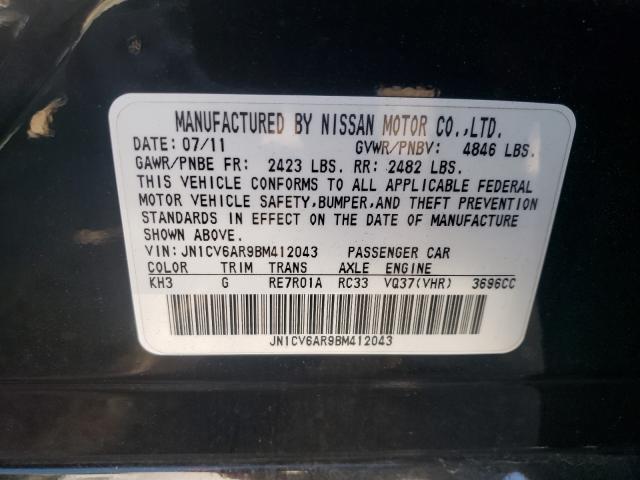 MANUFACTURED BY NISSAN MOTOR CO.,LTD.
DATE: 07/11 GVWR/PNBV: 4846 LBS.
GAWR/PNBE FR: 2423 LBS. RR: 2482 LBS.
THIS VEHICLE CONFORMS TO ALL APPLICABLE FEDERAL
MOTOR VEHICLE SAFETY,BUMPER,AND THEFT PREVENTION
STANDARDS IN EFFECT ON THE DATE OF MANUFACTURE
SHOWN ABOVE.
VIN:JN1CV6AR9BM412043 PASSENGER CAR
COLOR TRIM TRANS AXLE ENGINE
KH3 G RE7R01A RC33 VQ37(VHR) 3696CC
JN1CV6AR9BM412043